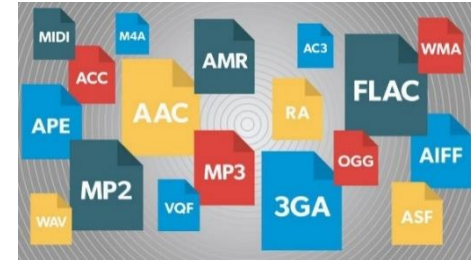 MIDI
M4A
AMR
AC3
WMA
ACC
AAC
RA
FLAC
APE
MP2
MP3
OGG
AIFF
WAV
VQF
3GA
ASF